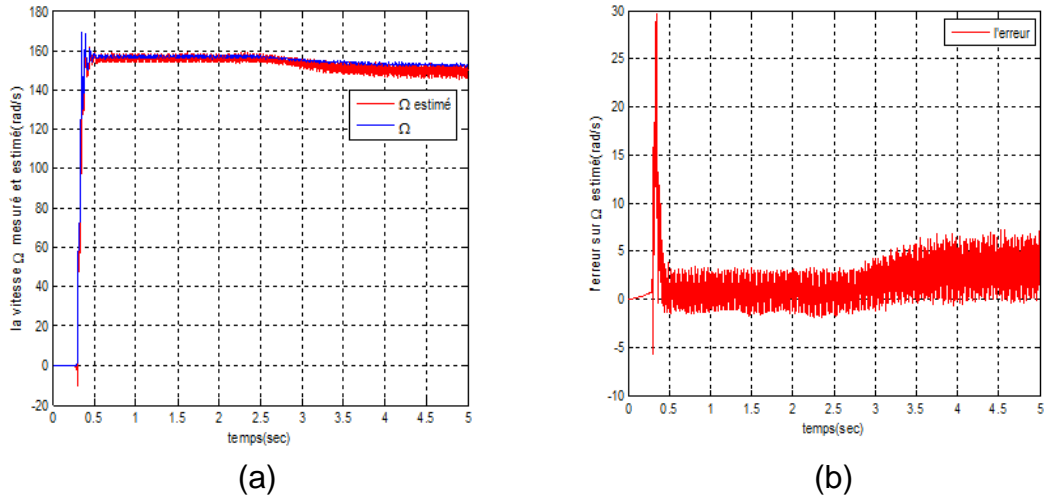 la vitesse Ω mesuré et estimé(rad/s)
180
160
140
120
100
80
60
40
20
0
-20
0 0.5 1 1.5 2 2.5 3 3.5 4 4.5 5
temps(sec)
Ω estimé
Ω
(a)
l'erreur sur Ω estimé(rad/s)
30
25
20
15
10
5
0
-5
-10
0 0.5 1 1.5 2 2.5 3 3.5 4 4.5 5
temps(sec)
l'erreur
(b)